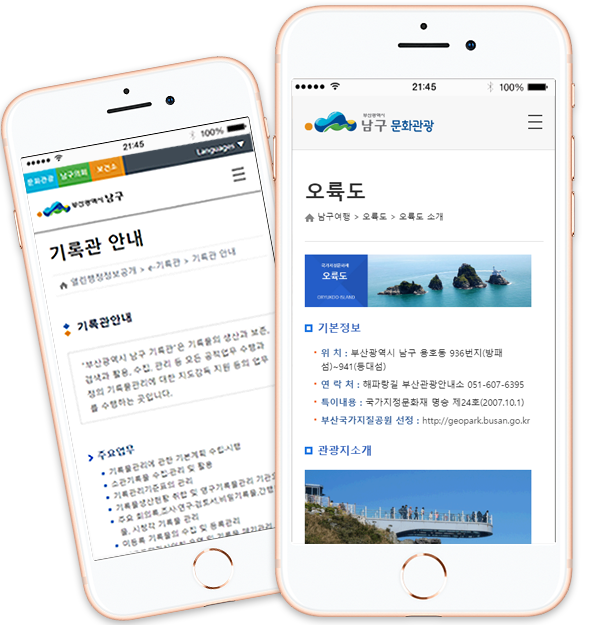 21:45
100%
문화관광 남구의회 보건소
Languages ▼
부산광역시 남구
기록관 안내
열린행정정보공개 > e-기록관 > 기록관 안내
기록관안내
"부산광역시 남구 기록관"은 기록물의 생산과 보존,
검색과 활용, 수집, 관리 등 모든 공적업무 수행과
정의 기록물관리에 대한 지도감독 지원 등의 업무
를 수행하는 곳입니다.
주요업무
기록물관리에 관한 기본계획 수립시행
소관기록물 수집·관리 및 활용
기록관리기준표의 관리
기록물생산현황 취합 및 영구기록물관리 기관으
주요 회의록,조사·연구·검토서,비밀기록물,간행
물, 시청각 기록물 관리
미등록 기록물의 수집 및 등록관리
21:45
100%
부산광역시
남구 문화관광
오륙도
남구여행 > 오륙도 > 오륙도 소개
국가지정문화재
오륙도
ORYUKDO ISLAND
기본정보
위 치 : 부산광역시 남구 용호동 936번지(방패
섬)~941(등대섬)
연 락 처 : 해파랑길 부산관광안내소 051-607-6395
특이내용 : 국가지정문화재 명승 제24호(2007.10.1)
부산국가지질공원 선정 : http://geopark.busan.go.kr
관광지소개